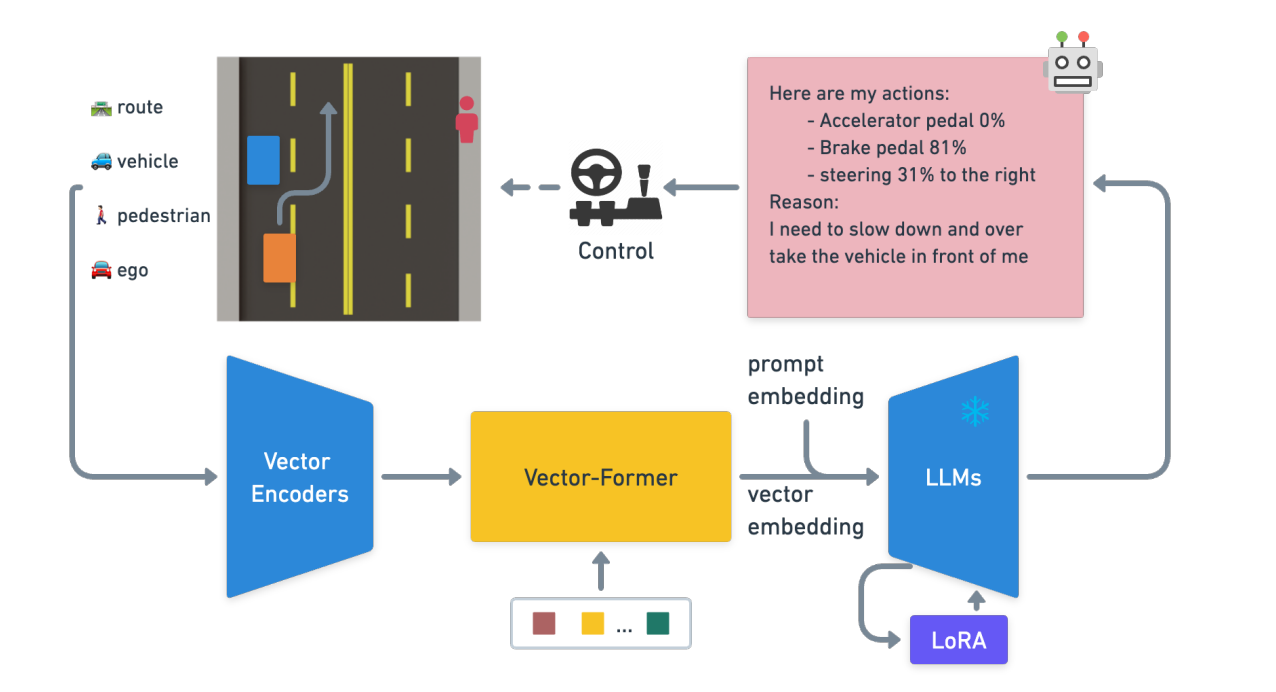 route
vehicle
pedestrian
ego
Control
Here are my actions:
- Accelerator pedal 0%
- Brake pedal 81%
- steering 31% to the right
Reason:
I need to slow down and over
take the vehicle in front of me
Vector
Encoders
Vector-Former
prompt
embedding
vector
embedding
LLMs
...
LoRA